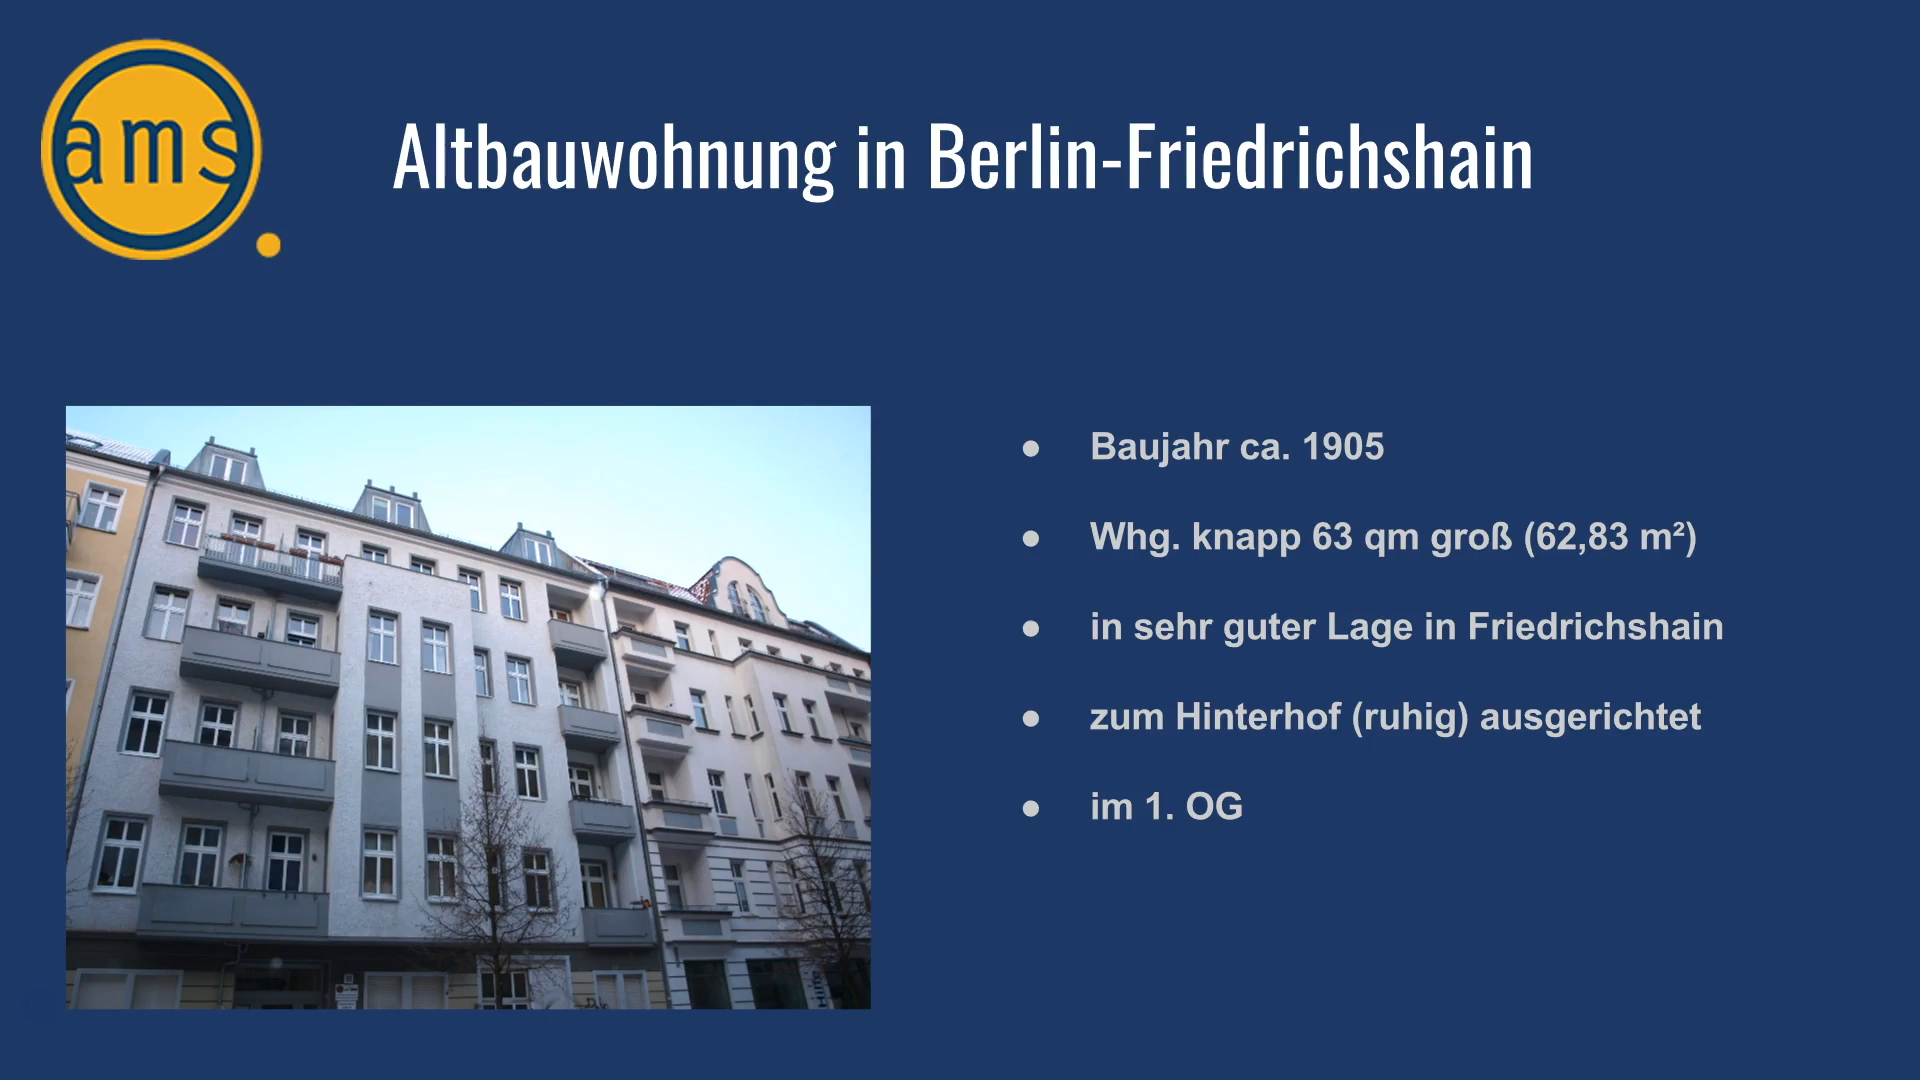 ams
Altbauwohnung in Berlin-Friedrichshain
● Baujahr ca. 1905
● Whg. knapp 63 qm groß (62,83 m²)
● in sehr guter Lage in Friedrichshain
● zum Hinterhof (ruhig) ausgerichtet
● im 1. OG